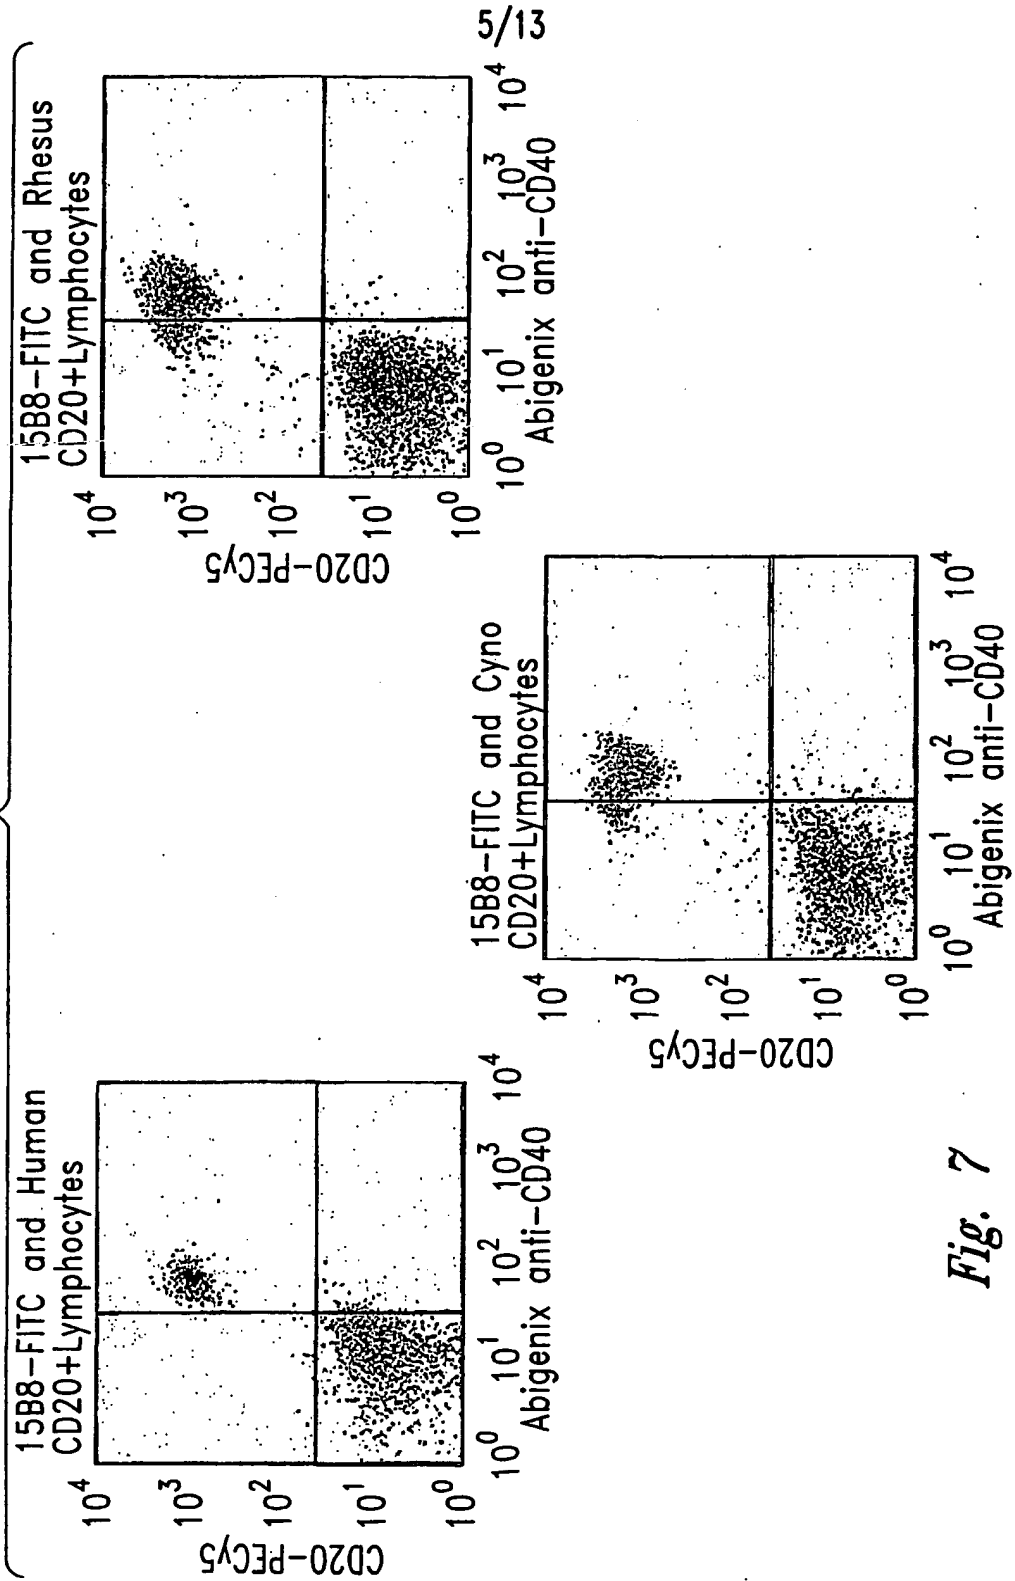 5/13
15B8-FITC and Human
CD20+Lymphocytes
CD20-PECy5
10^4
10^3
10^2
10^1
10^0
10^0 10^1 10^2 10^3 10^4
Abigenix anti-CD40
15B8-FITC and Rhesus
CD20+Lymphocytes
CD20-PECy5
10^4
10^3
10^2
10^1
10^0
10^0 10^1 10^2 10^3 10^4
Abigenix anti-CD40
15B8-FITC and Cyno
CD20+Lymphocytes
CD20-PECy5
10^4
10^3
10^2
10^1
10^0
10^0 10^1 10^2 10^3 10^4
Abigenix anti-CD40
Fig. 7